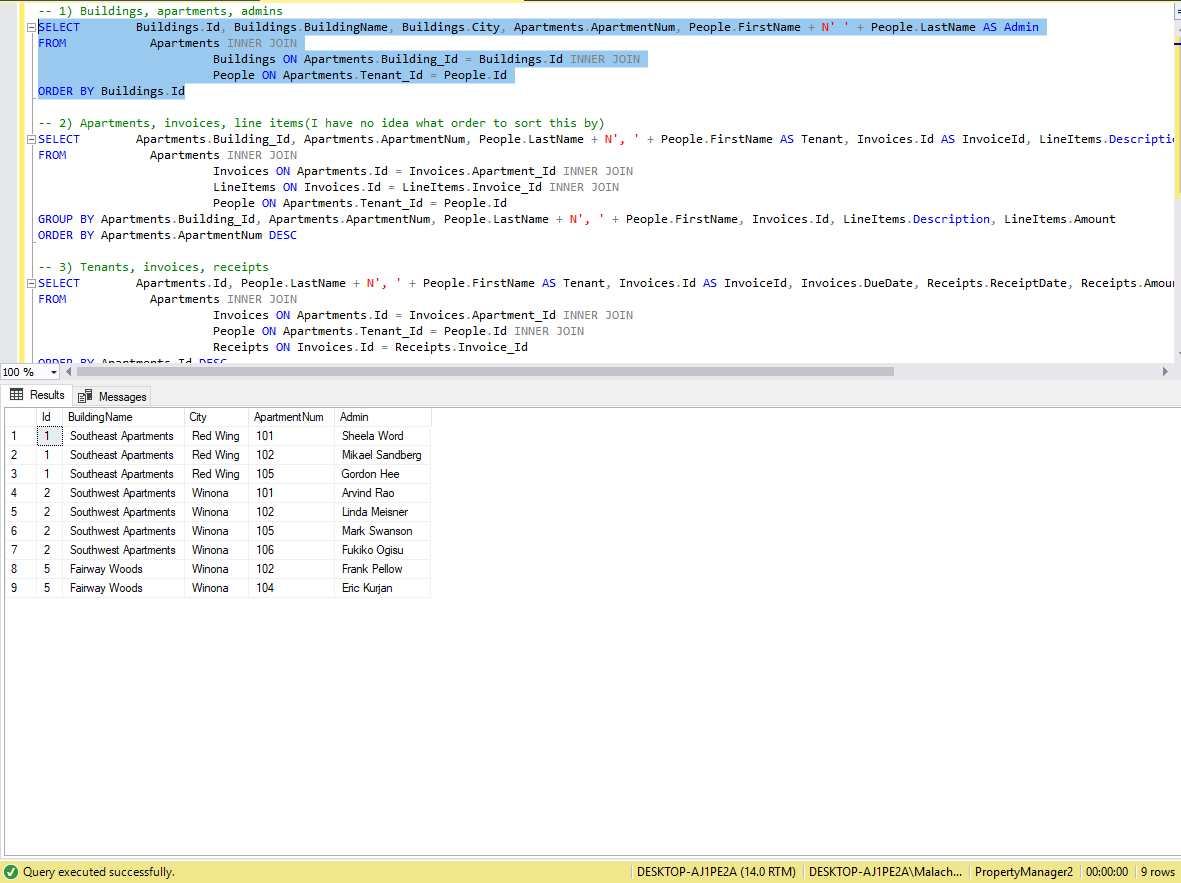 -- 1) Buildings, apartments, admins
SELECT Buildings.Id, Buildings.BuildingName, Buildings.City, Apartments.ApartmentNum, People.FirstName + N' ' + People.LastName AS Admin
FROM Apartments INNER JOIN
Buildings ON Apartments.Building_Id = Buildings.Id INNER JOIN
People ON Apartments.Tenant_Id = People.Id
ORDER BY Buildings.Id
-- 2) Apartments, invoices, line items(I have no idea what order to sort this by)
SELECT Apartments.Building_Id, Apartments.ApartmentNum, People.LastName + N', ' + People.FirstName AS Tenant, Invoices.Id AS InvoiceId, LineItems.Descripti
FROM Apartments INNER JOIN
Invoices ON Apartments.Id = Invoices.Apartment_Id INNER JOIN
LineItems ON Invoices.Id = LineItems.Invoice_Id INNER JOIN
People ON Apartments.Tenant_Id = People.Id
GROUP BY Apartments.Building_Id, Apartments.ApartmentNum, People.LastName + N', ' + People.FirstName, Invoices.Id, LineItems.Description, LineItems.Amount
ORDER BY Apartments.ApartmentNum DESC
-- 3) Tenants, invoices, receipts
SELECT Apartments.Id, People.LastName + N', ' + People.FirstName AS Tenant, Invoices.Id AS InvoiceId, Invoices.DueDate, Receipts.ReceiptDate, Receipts.Amou
FROM Apartments INNER JOIN
Invoices ON Apartments.Id = Invoices.Apartment_Id INNER JOIN
People ON Apartments.Tenant_Id = People.Id INNER JOIN
Receipts ON Invoices.Id = Receipts.Invoice_Id
ORDER BY Apartments.Id DESC
100 %
Results Messages
Id BuildingName City ApartmentNum Admin
1 1 Southeast Apartments Red Wing 101 Sheela Word
2 1 Southeast Apartments Red Wing 102 Mikael Sandberg
3 1 Southeast Apartments Red Wing 105 Gordon Hee
4 2 Southwest Apartments Winona 101 Arvind Rao
5 2 Southwest Apartments Winona 102 Linda Meisner
6 2 Southwest Apartments Winona 105 Mark Swanson
7 2 Southwest Apartments Winona 106 Fukiko Ogisu
8 5 Fairway Woods Winona 102 Frank Pellow
9 5 Fairway Woods Winona 104 Eric Kurjan
Query executed successfully. DESKTOP-AJ1PE2A (14.0 RTM) DESKTOP-AJ1PE2A\Malach... PropertyManager2 00:00:00 9 rows